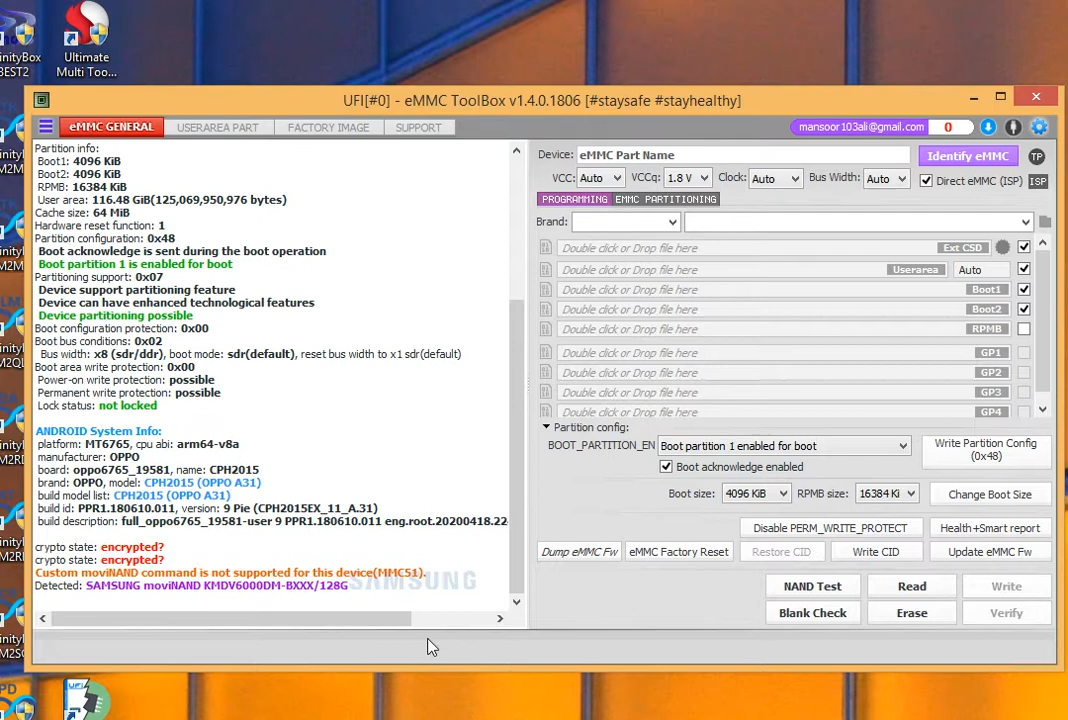 inityBox
BEST2
Ultimate
Multi Too...
UFI[#0] - eMMC ToolBox v1.4.0.1806 [#staysafe #stayhealthy]
eMMC GENERAL
USERAREA PART
FACTORY IMAGE
SUPPORT
mansoor103ali@gmail.com
0
Partition info:
Boot1: 4096 KiB
Boot2: 4096 KiB
RPMB: 16384 KiB
User area: 116.48 GiB(125,069,950,976 bytes)
Cache size: 64 MiB
Hardware reset function: 1
Partition configuration: 0x48
Boot acknowledge is sent during the boot operation
Boot partition 1 is enabled for boot
Partitioning support: 0x07
Device support partitioning feature
Device can have enhanced technological features
Device partitioning possible
Boot configuration protection: 0x00
Boot bus conditions: 0x02
Bus width: x8 (sdr/ddr), boot mode: sdr(default), reset bus width to x1 sdr(default)
Boot area write protection: 0x00
Power-on write protection: possible
Permanent write protection: possible
Lock status: not locked
ANDROID System Info:
platform: MT6765, cpu abi: arm64-v8a
manufacturer: OPPO
board: oppo6765_19581, name: CPH2015
brand: OPPO, model: CPH2015 (OPPO A31)
build model list: CPH2015 (OPPO A31)
build id: PPR1.180610.011, version: 9 Pie (CPH2015EX_11_A.31)
build description: full_oppo6765_19581-user 9 PPR1.180610.011 eng.root.20200418.22
crypto state: encrypted?
crypto state: encrypted?
Custom moviNAND command is not supported for this device(MMC51).
Detected: SAMSUNG moviNAND KMDV6000DM-BXXX/128G
SAMSUNG
Device: eMMC Part Name
Identify eMMC
TP
VCC: Auto
VCCq: 1.8 V
Clock: Auto
Bus Width: Auto
Direct eMMC (ISP)
ISP
PROGRAMMING
EMMC PARTITIONING
Brand:
Double click or Drop file here Ext CSD
Double click or Drop file here Userarea Auto
Double click or Drop file here Boot1
Double click or Drop file here Boot2
Double click or Drop file here RPMB
Double click or Drop file here GP1
Double click or Drop file here GP2
Double click or Drop file here GP3
Double click or Drop file here GP4
Partition config:
BOOT_PARTITION_EN Boot partition 1 enabled for boot
Write Partition Config
(0x48)
Boot acknowledge enabled
Boot size: 4096 KiB
RPMB size: 16384 Ki
Change Boot Size
Disable PERM_WRITE_PROTECT
Health+Smart report
Dump eMMC Fw
eMMC Factory Reset
Restore CID
Write CID
Update eMMC Fw
NAND Test
Read
Write
Blank Check
Erase
Verify
UFI